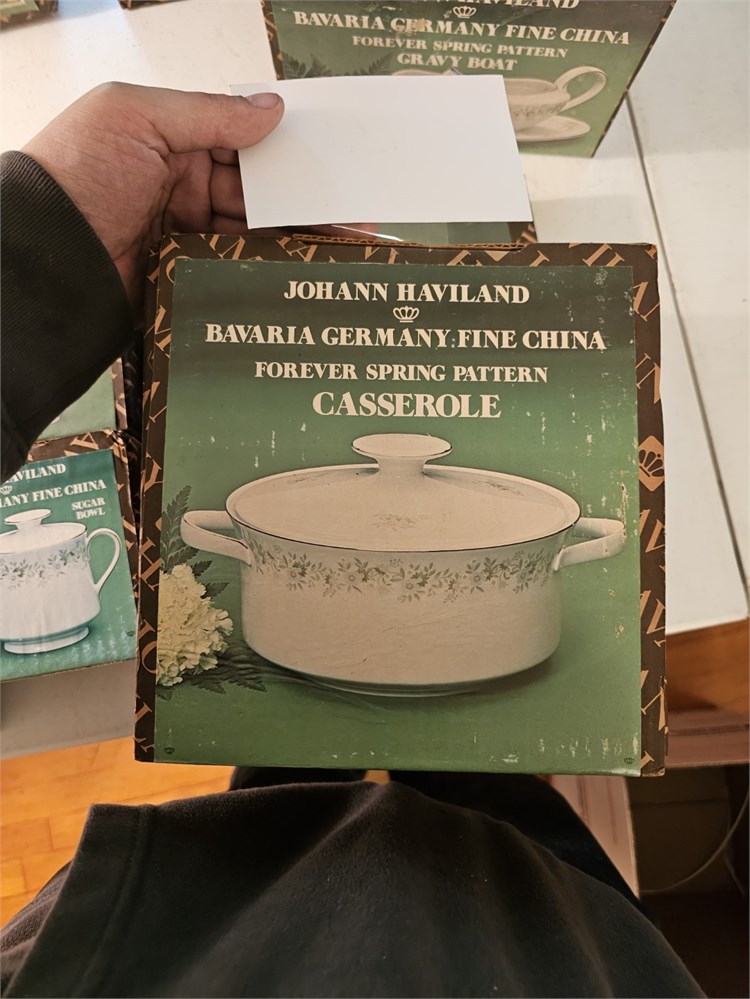 HAVILAND
BAVARIA GERMANY FINE CHINA
FOREVER SPRING PATTERN
GRAVY BOAT
JOHANN HAVILAND
BAVARIA GERMANY FINE CHINA
FOREVER SPRING PATTERN
CASSEROLE
FINE CHINA
SUGAR
BOWL